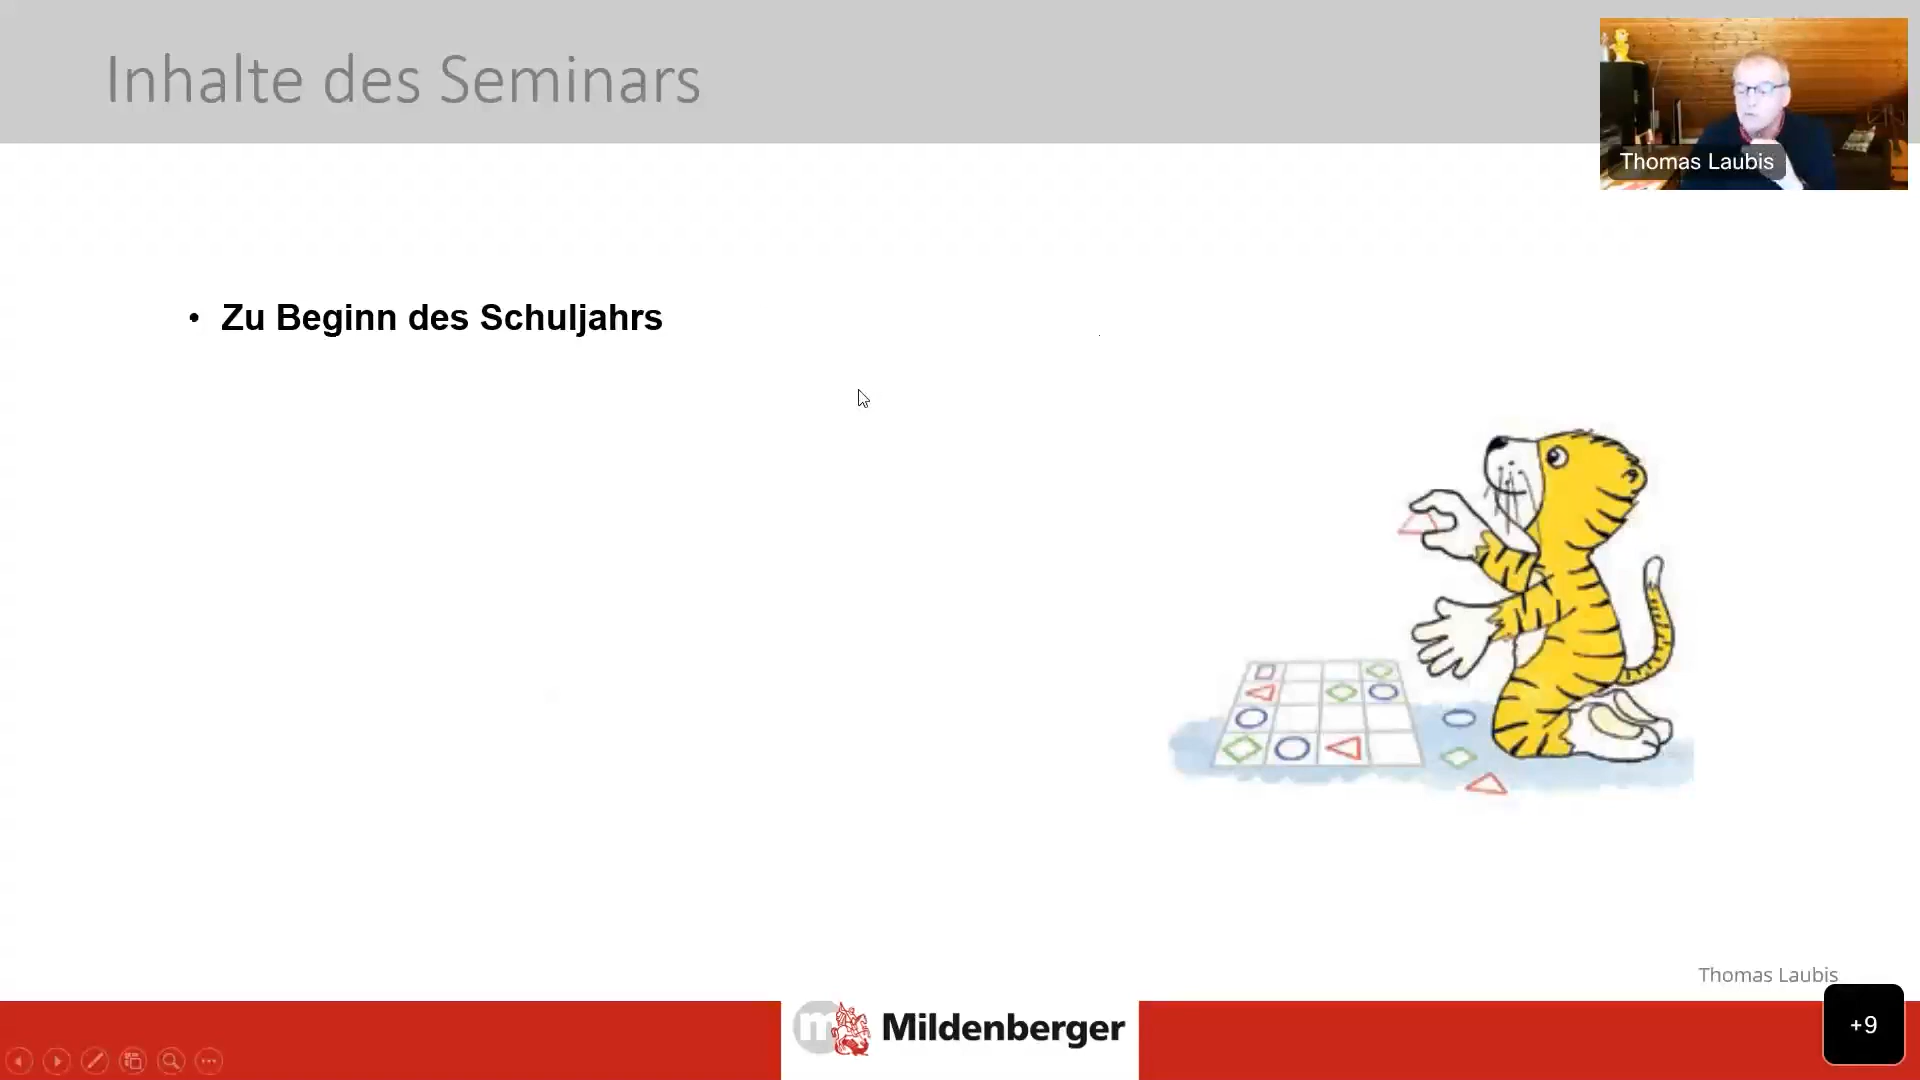 Inhalte des Seminars
Thomas Laubis
• Zu Beginn des Schuljahrs
Thomas Laubis
m Mildenberger
+9